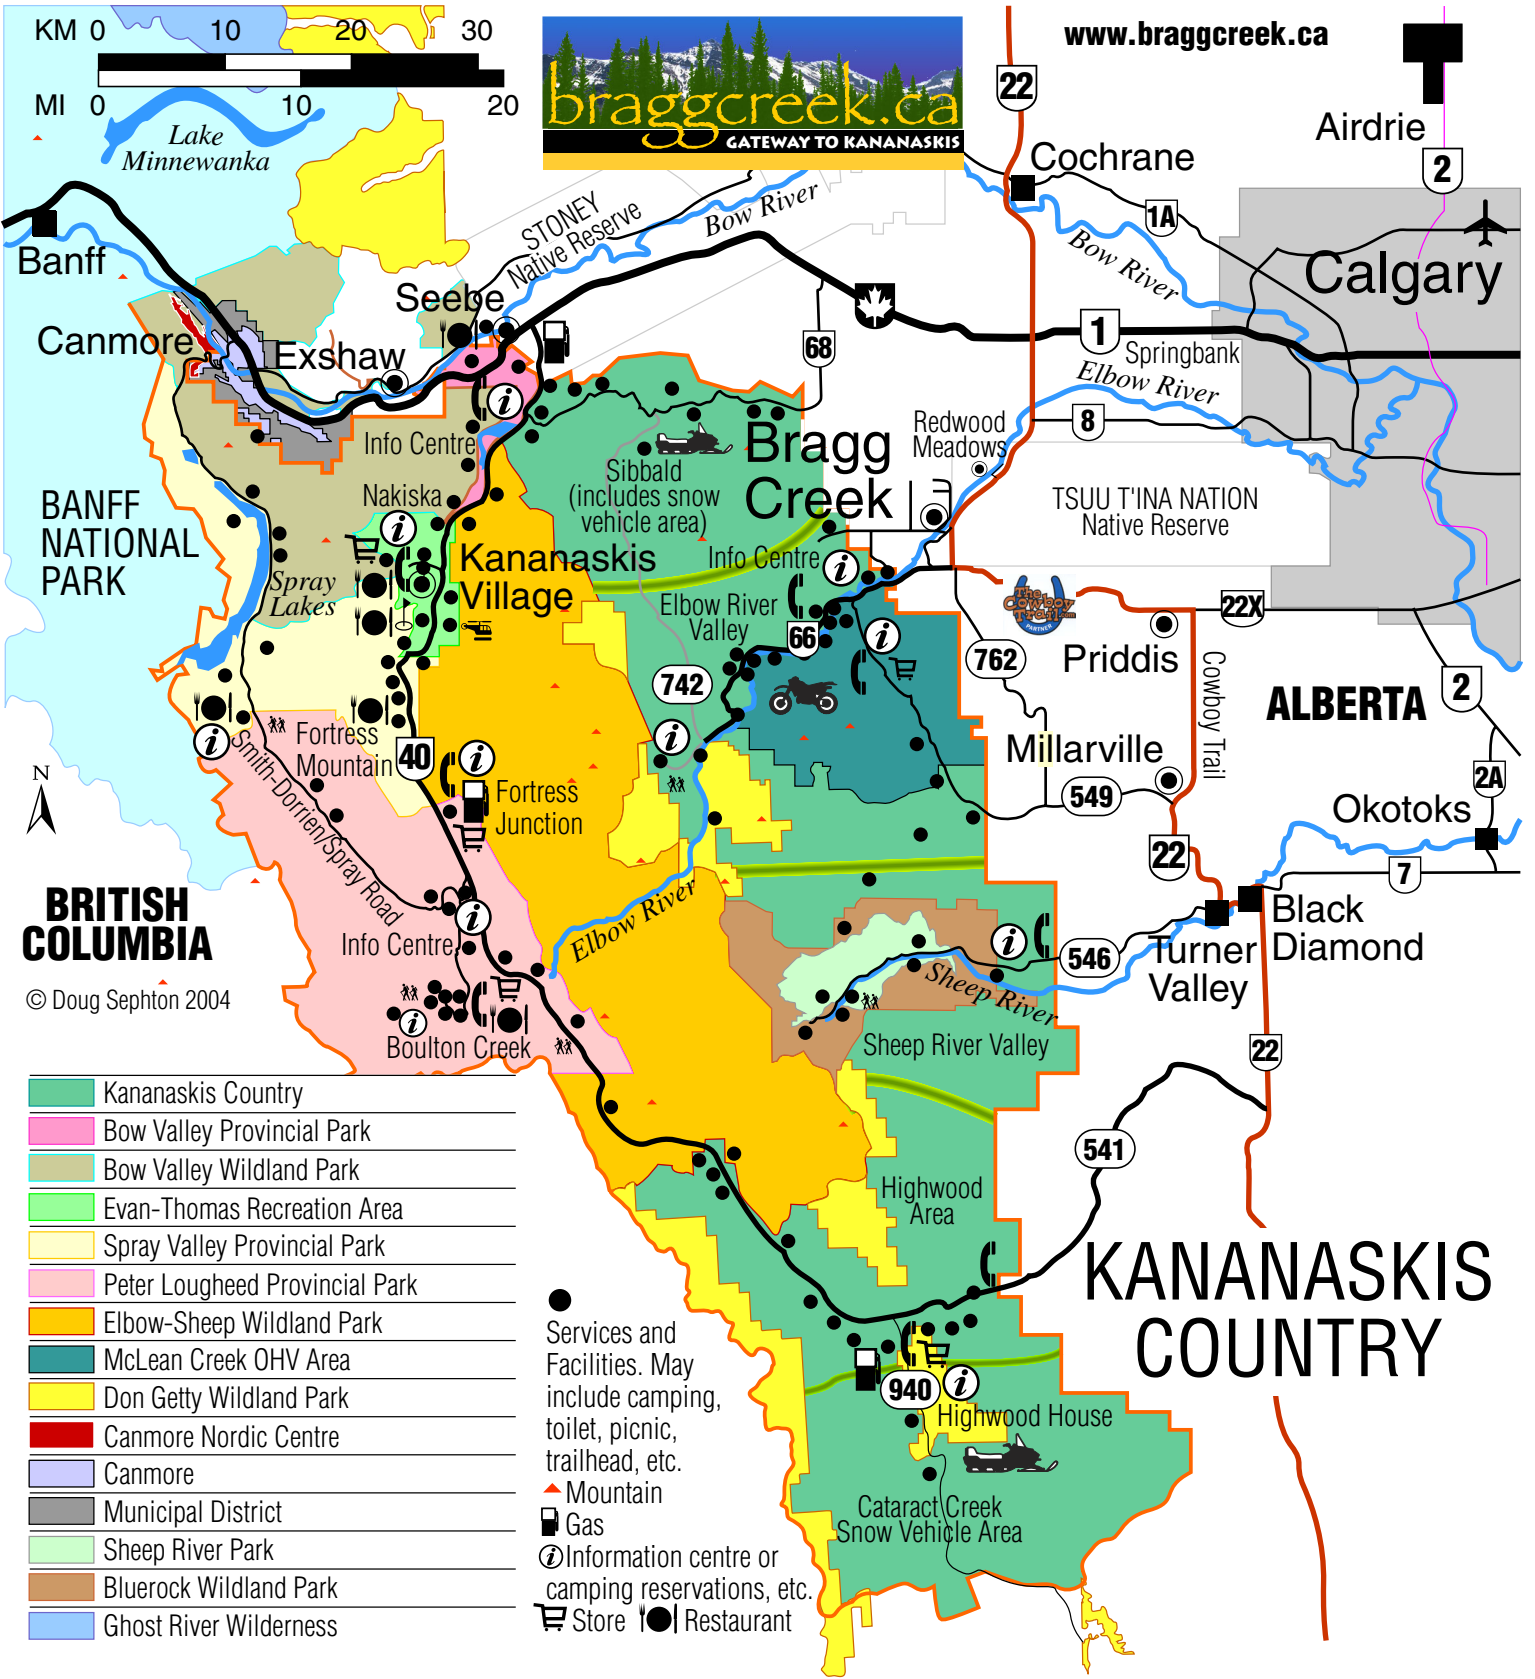 KM 0 10 20 30
MI 0 10 20
braggcreek.ca
GATEWAY TO KANANASKIS
www.braggcreek.ca
22
Airdrie
2
Lake
Minnewanka
Cochrane
1A
STONEY
Native Reserve
Bow River
Bow River
Banff
Calgary
Seebe
Canmore
Exshaw
68
1
Springbank
Elbow River
8
Info Centre
Bragg
Creek
Redwood
Meadows
Sibbald
(includes snow
vehicle area)
Nakiska
TSUU T'INA NATION
Native Reserve
BANFF
NATIONAL
PARK
Kananaskis
Village
Info Centre
Spray
Lakes
Elbow River
Valley
The
Cowboy
Trail.com
PARTNER
22X
66
762
Priddis
742
Cowboy Trail
ALBERTA
2
Smith-Dorrien/Spray Road
Fortress
Mountain
40
Millarville
N
Fortress
Junction
549
2A
Okotoks
22
7
BRITISH
COLUMBIA
Info Centre
Elbow River
Black
Diamond
546
Turner
Valley
Sheep River
© Doug Sephton 2004
Boulton Creek
Sheep River Valley
22
541
Kananaskis Country
Bow Valley Provincial Park
Bow Valley Wildland Park
Evan-Thomas Recreation Area
Spray Valley Provincial Park
Peter Lougheed Provincial Park
Elbow-Sheep Wildland Park
McLean Creek OHV Area
Don Getty Wildland Park
Canmore Nordic Centre
Canmore
Municipal District
Sheep River Park
Bluerock Wildland Park
Ghost River Wilderness
Highwood
Area
KANANASKIS
COUNTRY
Services and
Facilities. May
include camping,
toilet, picnic,
trailhead, etc.
Mountain
Gas
i Information centre or
camping reservations, etc.
Store Restaurant
940
Highwood House
Cataract Creek
Snow Vehicle Area